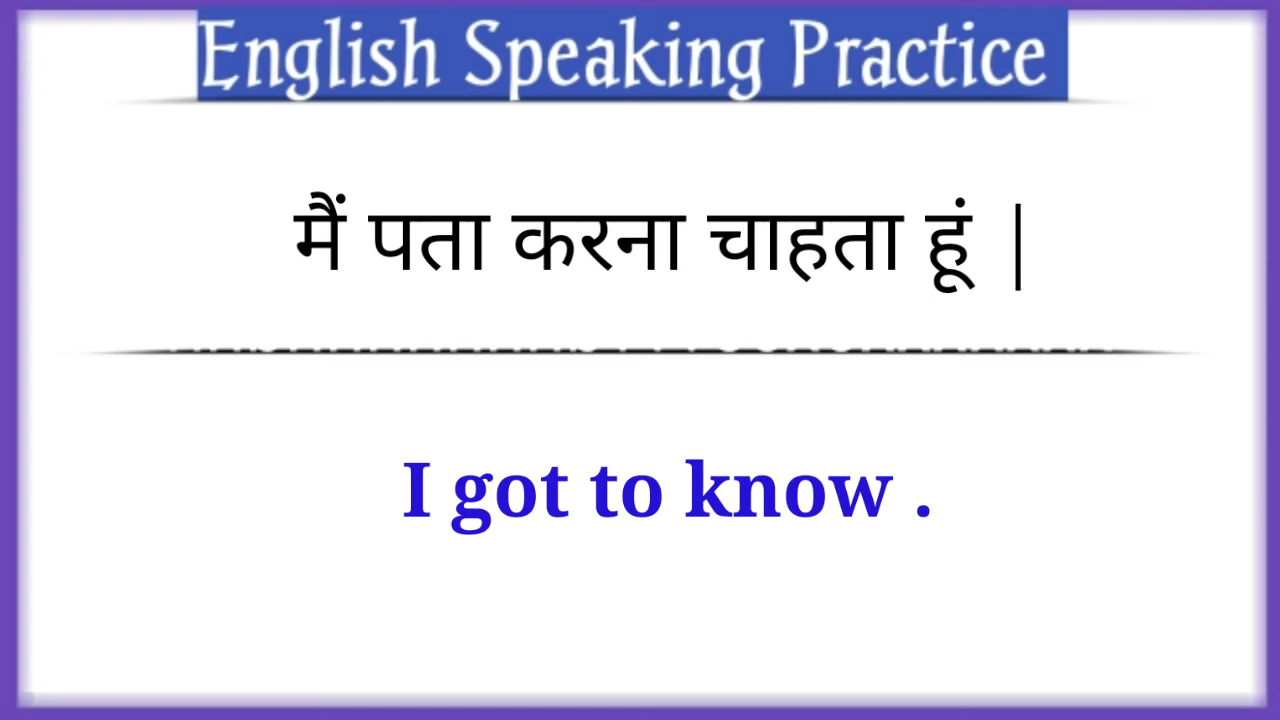 English Speaking Practice
मैं पता करना चाहता हूं |
I got to know .